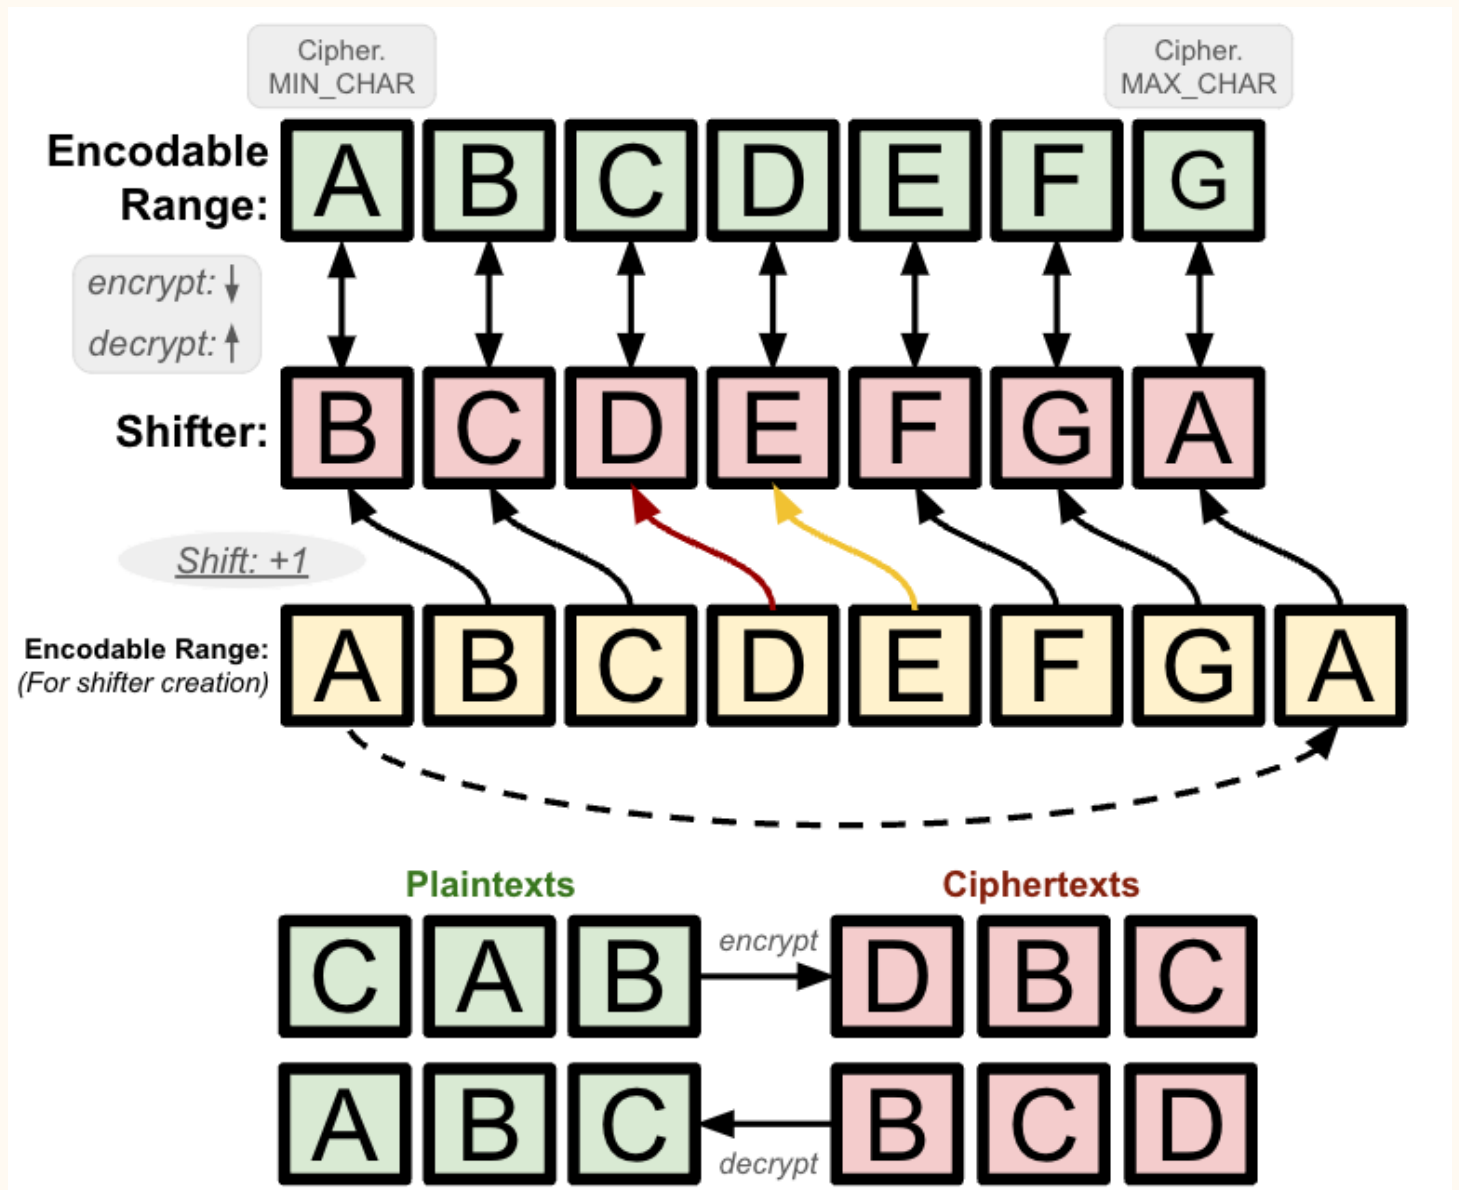 Cipher.
MIN_CHAR
Cipher.
MAX_CHAR
Encodable
Range:
A B C D E F G
encrypt:
decrypt:
Shifter:
B C D E F G A
Shift: +1
Encodable Range:
(For shifter creation)
A B C D E F G A
Plaintexts
Ciphertexts
C A B encrypt D B C
A B C decrypt B C D